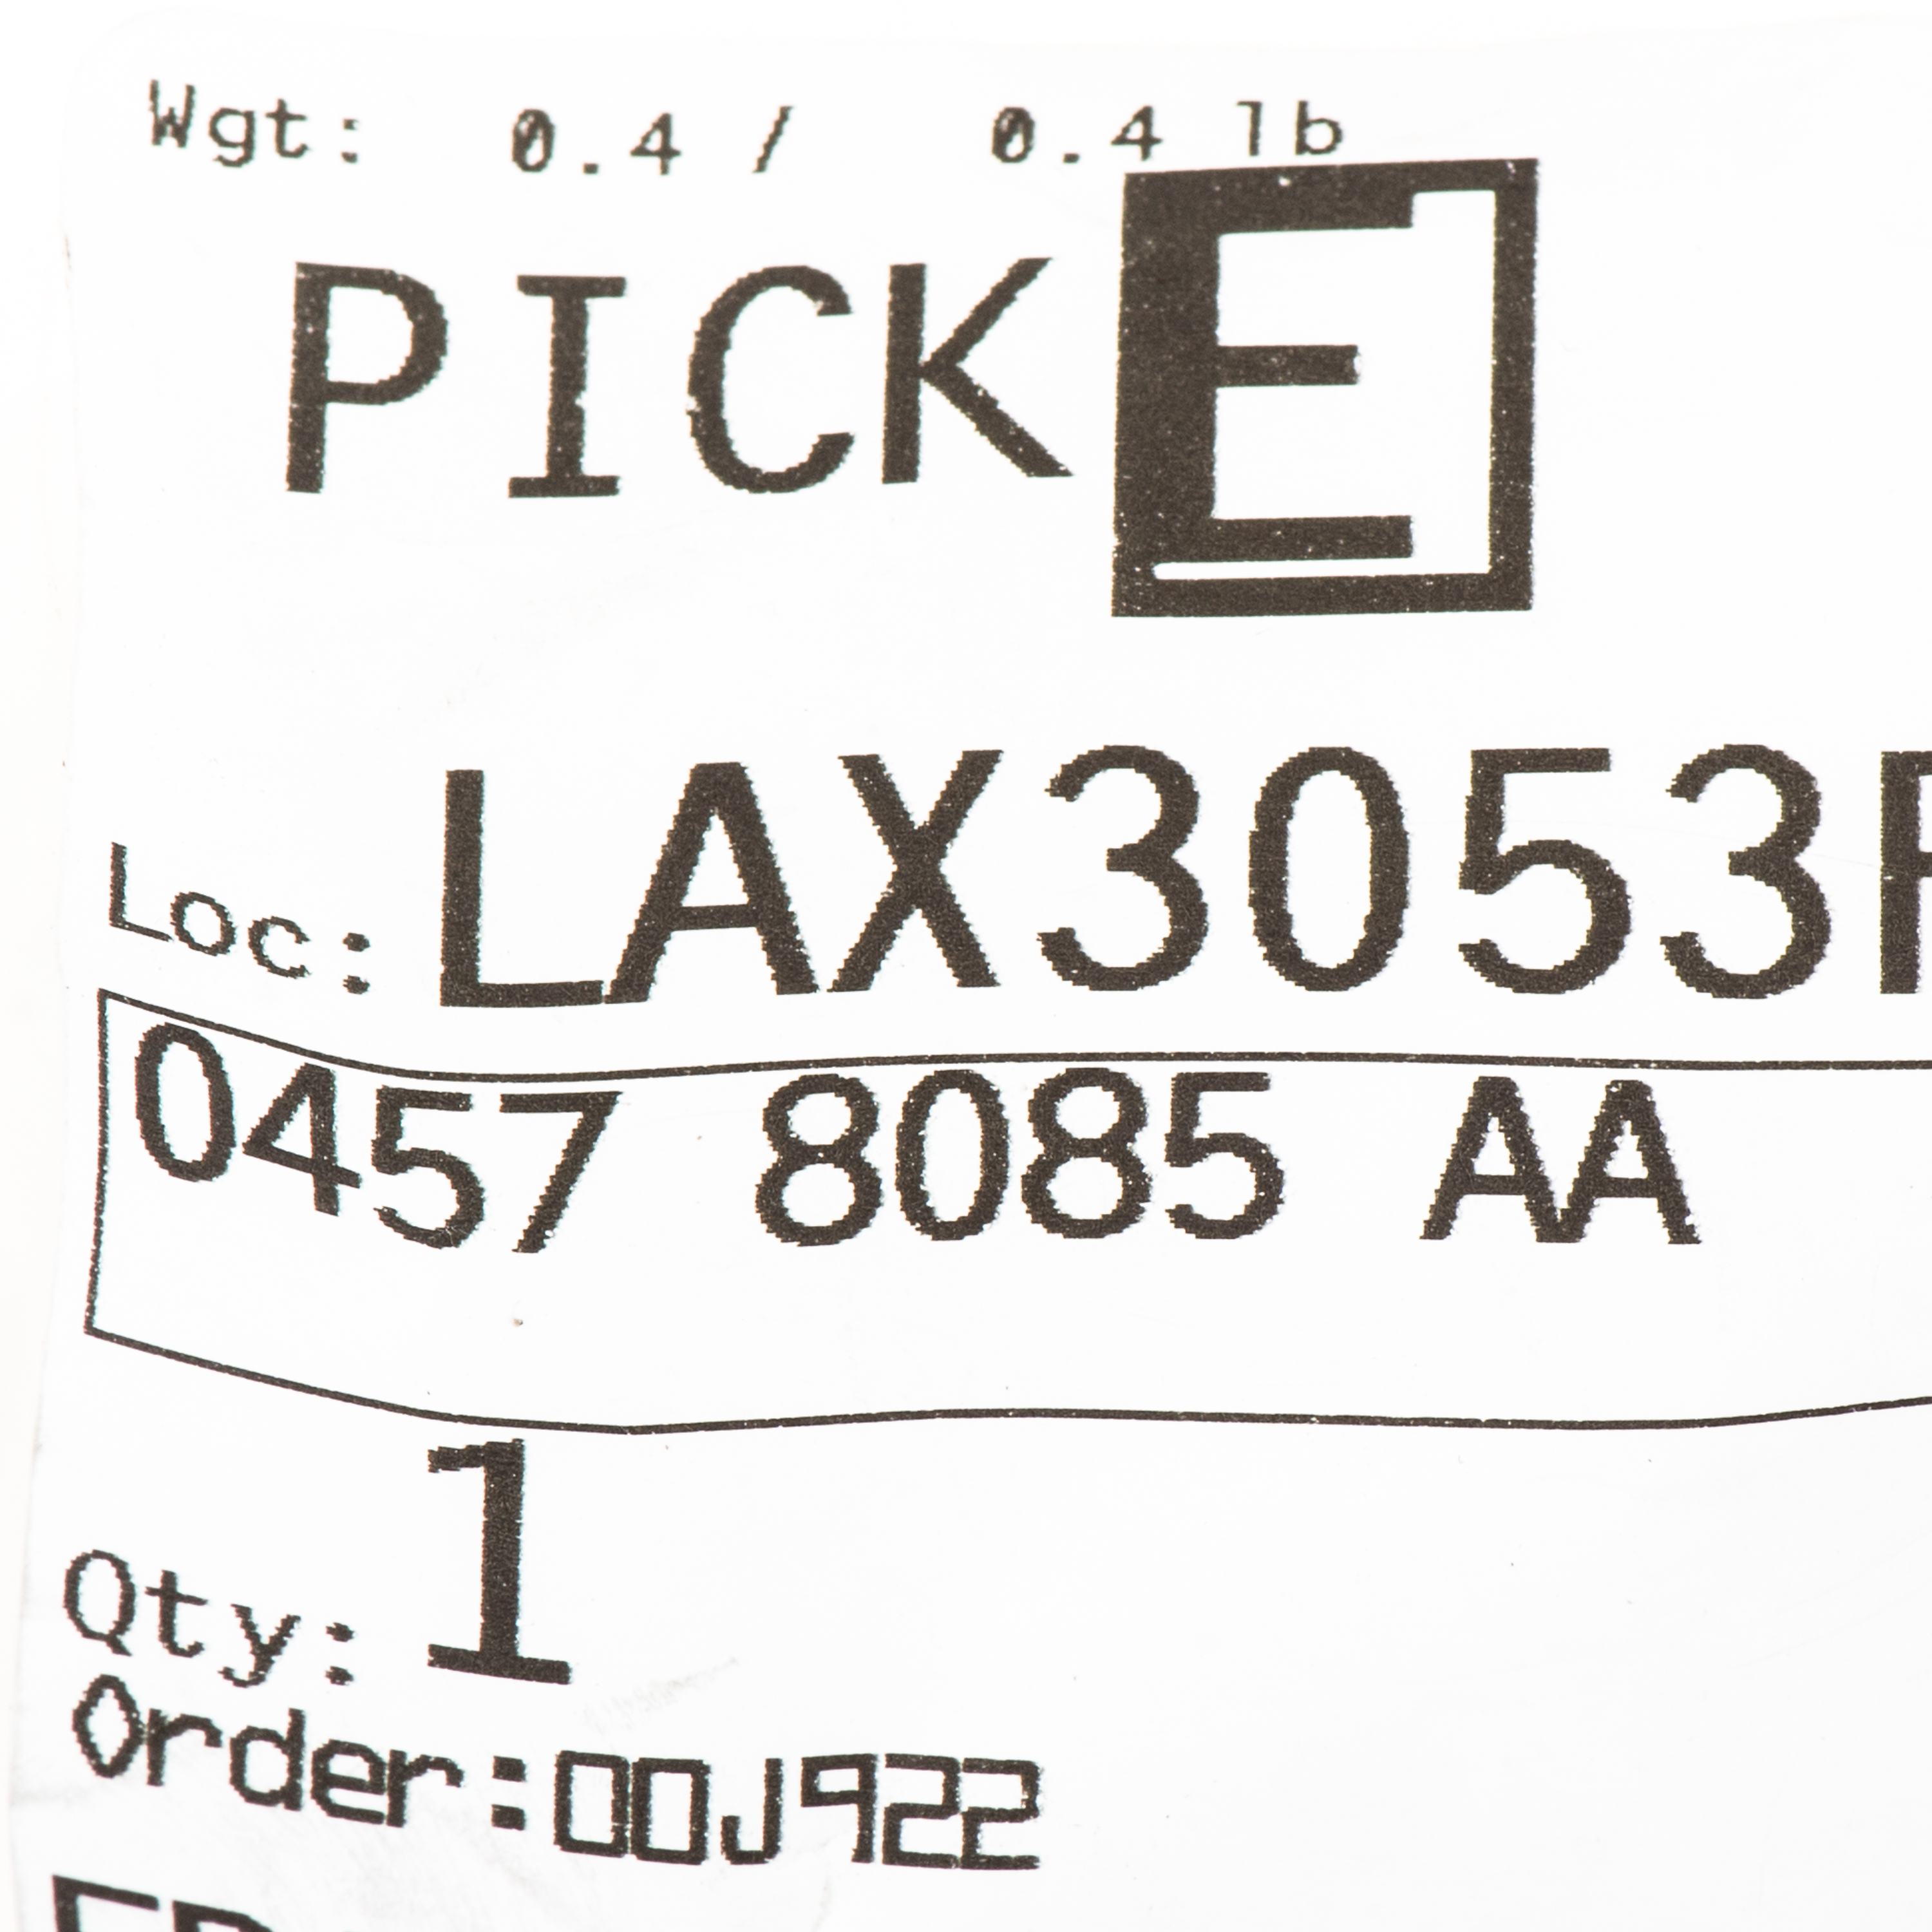 Wgt: 0.4 / 0.4 lb
PICK E
Loc: LAX3053
0457 8085 AA
Qty: 1
Order:00J922